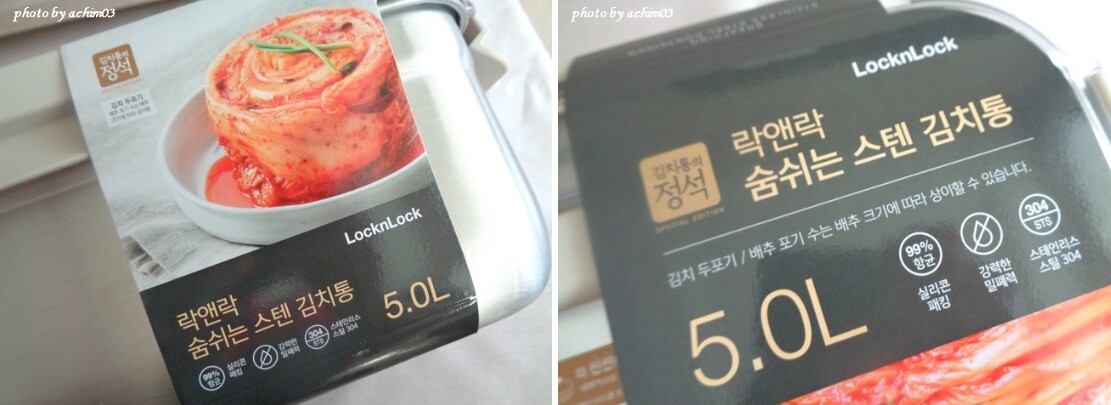 photo by achim03
김치통의
정석
김치 두포기
LocknLock
락앤락
숨쉬는 스텐 김치통
5.0L
99%
항균
실리콘
패킹
강력한
밀폐력
304
STS
스테인리스
스틸 304
photo by achim03
LocknLock
김치통의
정석
SPECIAL EDITION
락앤락
숨쉬는 스텐 김치통
김치 두포기 / 배추 포기 수는 배추 크기에 따라 상이할 수 있습니다.
5.0L
99%
항균
실리콘
패킹
강력한
밀폐력
304
STS
스테인리스
스틸 304